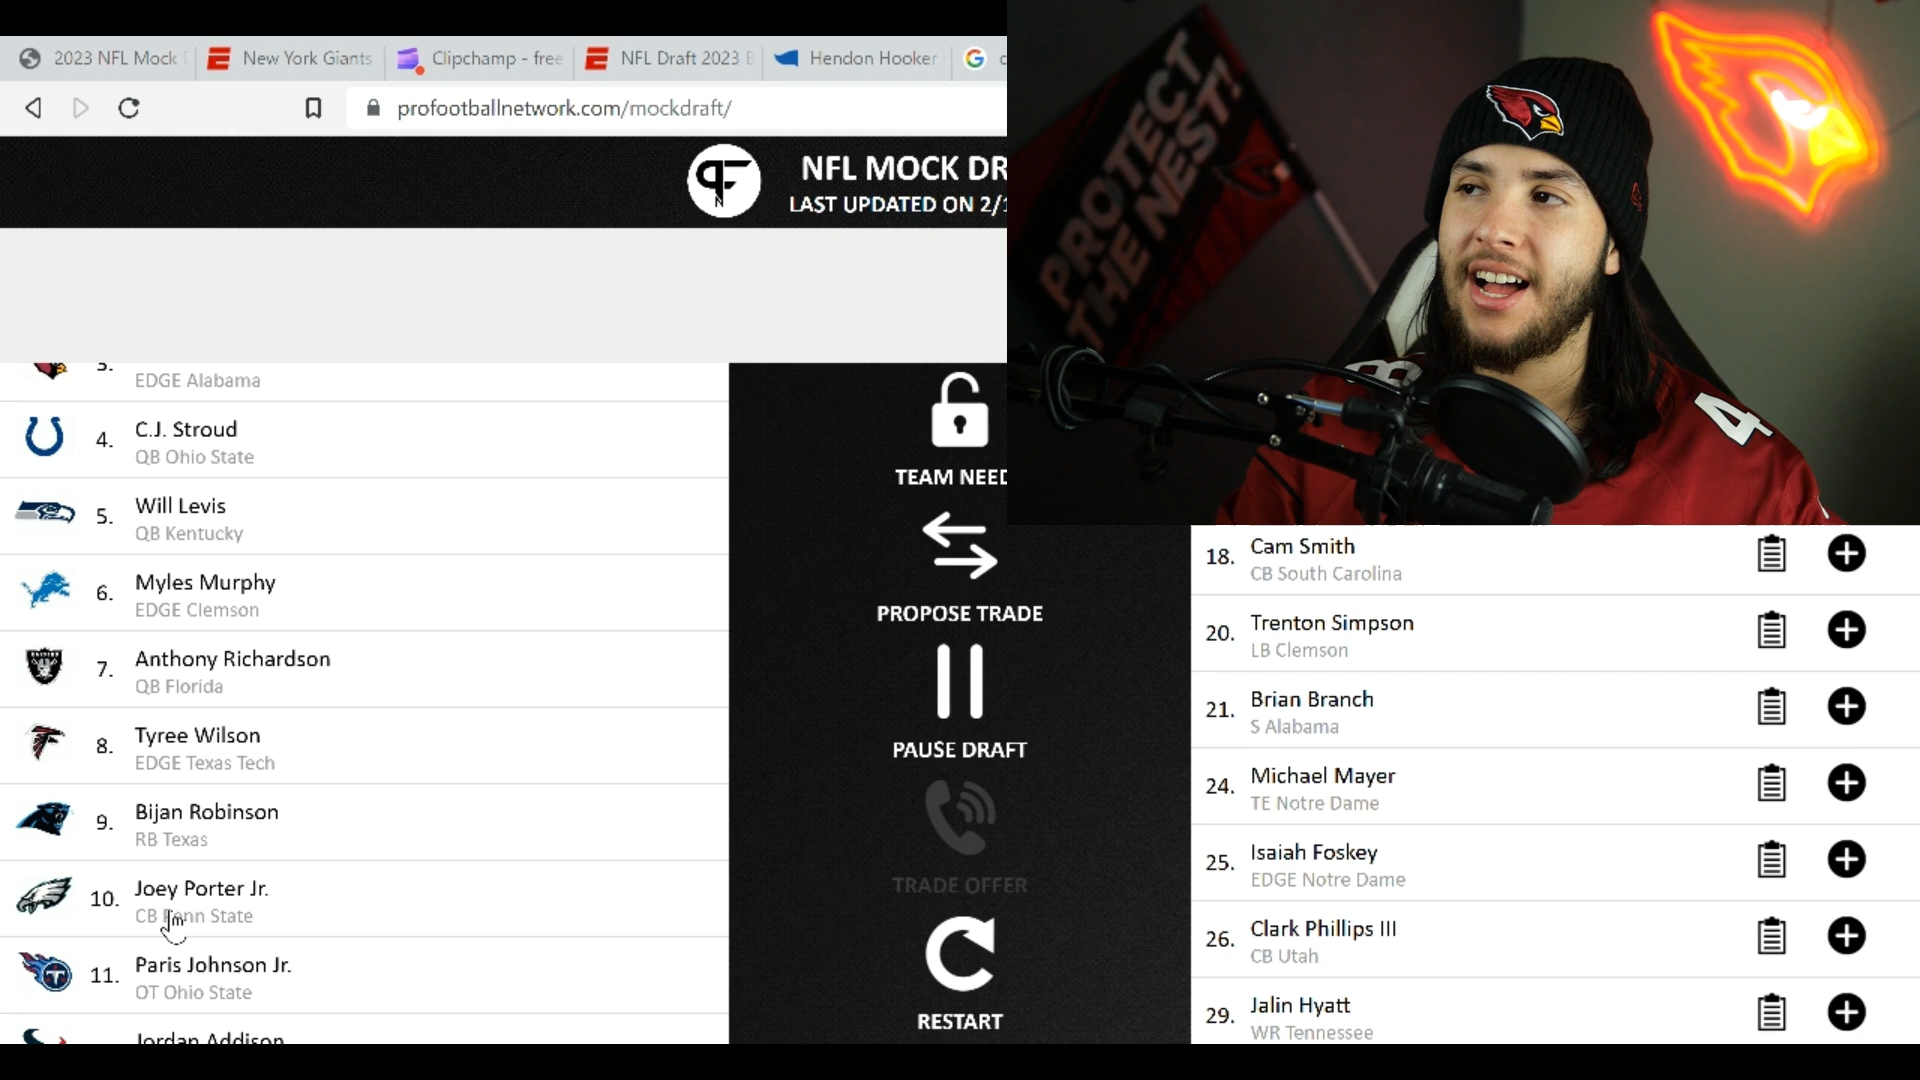 2023 NFL Mock
New York Giants
Clipchamp - free
NFL Draft 2023 B
Hendon Hooker
profootballnetwork.com/mockdraft/
PFN
NFL MOCK DR
LAST UPDATED ON 2/1
3.
EDGE Alabama
4.
C.J. Stroud
QB Ohio State
5.
Will Levis
QB Kentucky
6.
Myles Murphy
EDGE Clemson
7.
Anthony Richardson
QB Florida
8.
Tyree Wilson
EDGE Texas Tech
9.
Bijan Robinson
RB Texas
10.
Joey Porter Jr.
CB Penn State
11.
Paris Johnson Jr.
OT Ohio State
Jordan Addison
TEAM NEED
PROPOSE TRADE
PAUSE DRAFT
TRADE OFFER
RESTART
PROTECT
THE NEST!
4
18.
Cam Smith
CB South Carolina
20.
Trenton Simpson
LB Clemson
21.
Brian Branch
S Alabama
24.
Michael Mayer
TE Notre Dame
25.
Isaiah Foskey
EDGE Notre Dame
26.
Clark Phillips III
CB Utah
29.
Jalin Hyatt
WR Tennessee